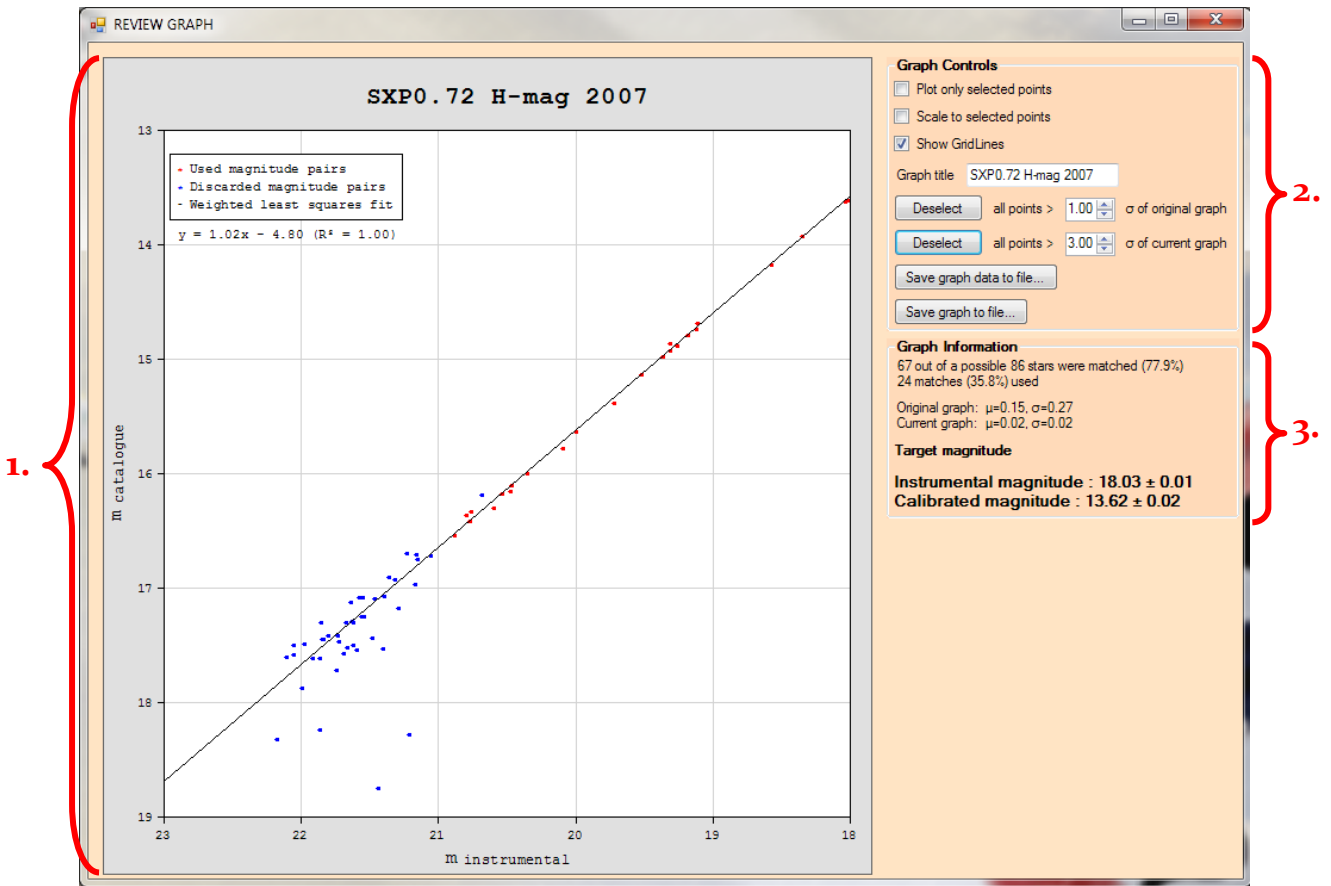 REVIEW GRAPH
1.
SXP0.72 H-mag 2007
13
14
15
16
17
18
19
m catalogue
Used magnitude pairs
Discarded magnitude pairs
- Weighted least squares fit
y = 1.02x - 4.80 (R² = 1.00)
23
22
21
20
19
18
m instrumental
Graph Controls
Plot only selected points
Scale to selected points
Show GridLines
Graph title SXP0.72 H-mag 2007
Deselect all points > 1.00 σ of original graph
Deselect all points > 3.00 σ of current graph
Save graph data to file...
Save graph to file...
2.
Graph Information
67 out of a possible 86 stars were matched (77.9%)
24 matches (35.8%) used
Original graph: μ=0.15, σ=0.27
Current graph: μ=0.02, σ=0.02
Target magnitude
Instrumental magnitude : 18.03 ± 0.01
Calibrated magnitude : 13.62 ± 0.02
3.